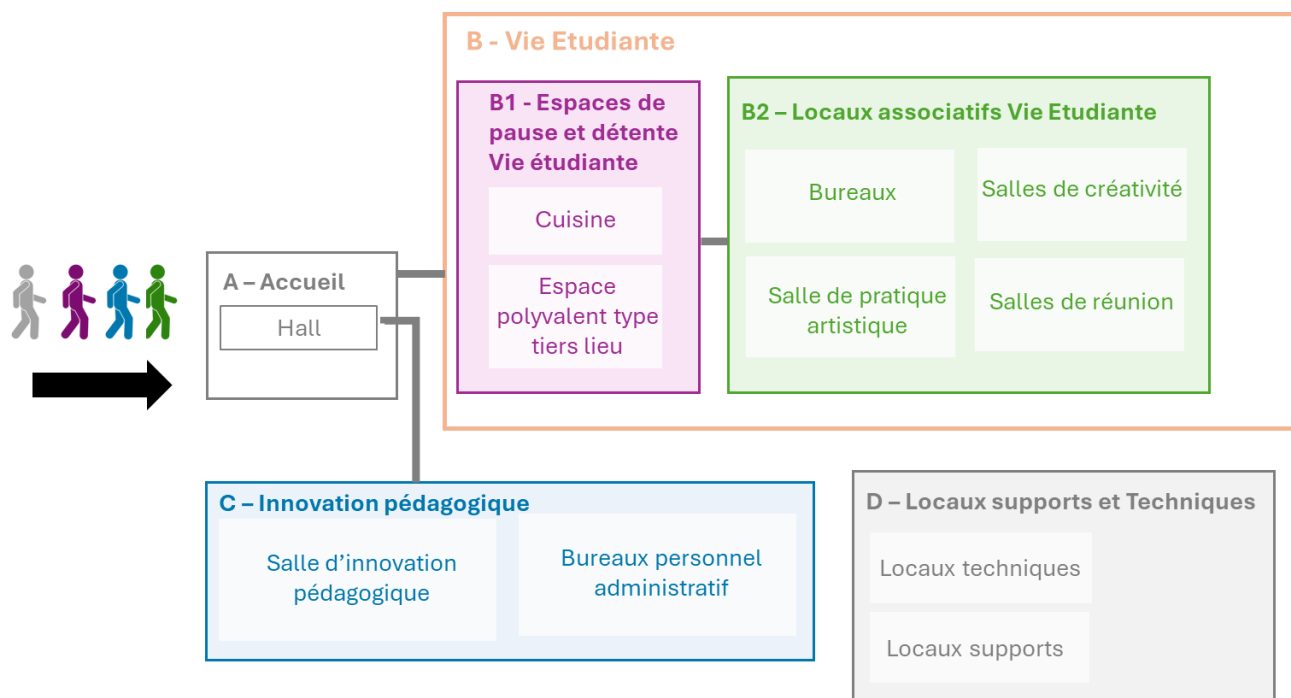 B - Vie Etudiante
B1 - Espaces de
pause et détente
Vie étudiante
Cuisine
Espace
polyvalent type
tiers lieu
B2 – Locaux associatifs Vie Etudiante
Bureaux
Salles de créativité
Salle de pratique
artistique
Salles de réunion
A – Accueil
Hall
C – Innovation pédagogique
Salle d’innovation
pédagogique
Bureaux personnel
administratif
D – Locaux supports et Techniques
Locaux techniques
Locaux supports